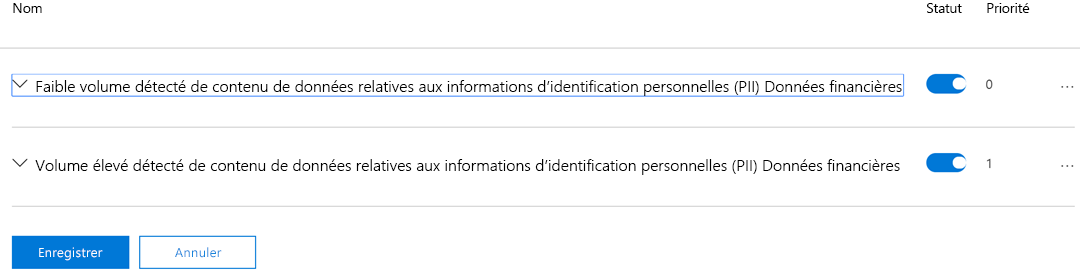 Nom Statut Priorité
Faible volume détecté de contenu de données relatives aux informations d’identification personnelles (PII) Données financières 0 ...
Volume élevé détecté de contenu de données relatives aux informations d’identification personnelles (PII) Données financières 1 ...
Enregistrer Annuler